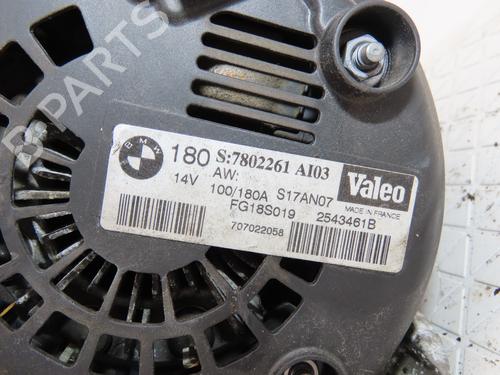 B-PARTS
BMW
180 S:7802261 AI03
14V AW:
100/180A S17AN07
FG18S019
707022058
Valeo
MADE IN FRANCE
2543461B